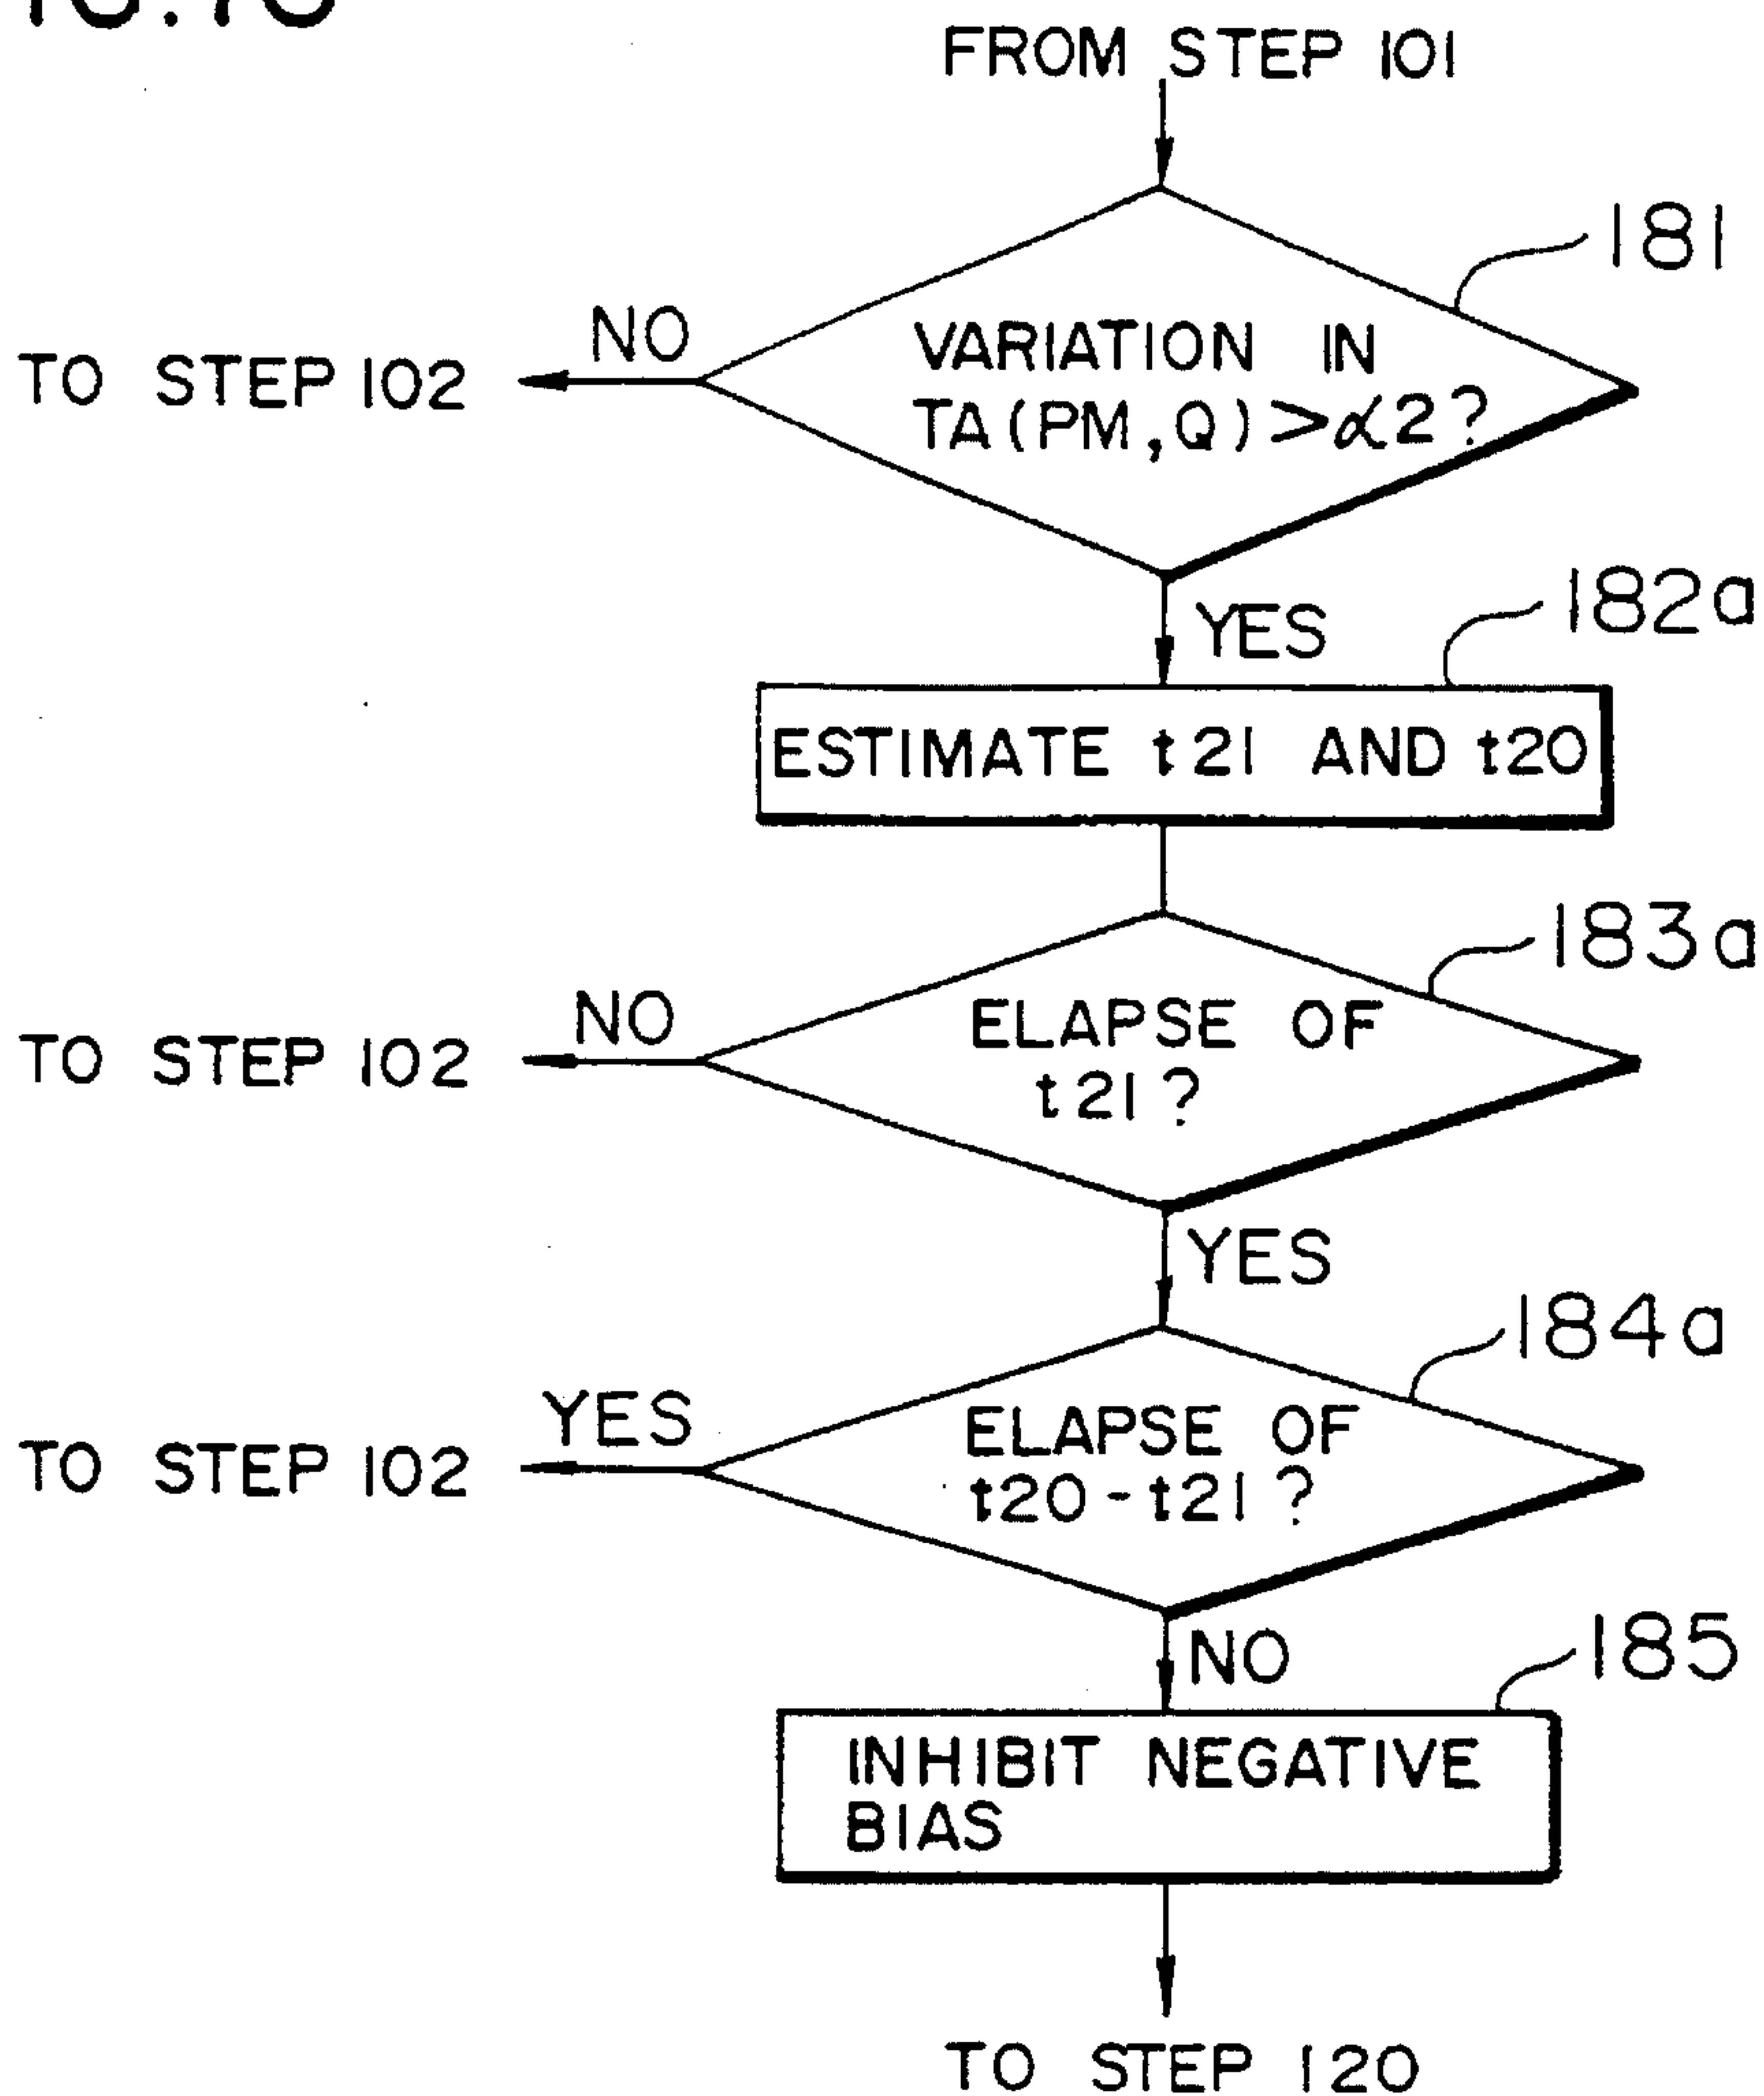 FROM STEP 101
181
NO
VARIATION IN
TO STEP 102
TA(PM,Q)>α2?
182a
YES
ESTIMATE t21 AND t20
183a
NO
ELAPSE OF
TO STEP 102
t21?
YES
184a
YES
ELAPSE OF
TO STEP 102
t20-t21?
NO
185
INHIBIT NEGATIVE
BIAS
TO STEP 120